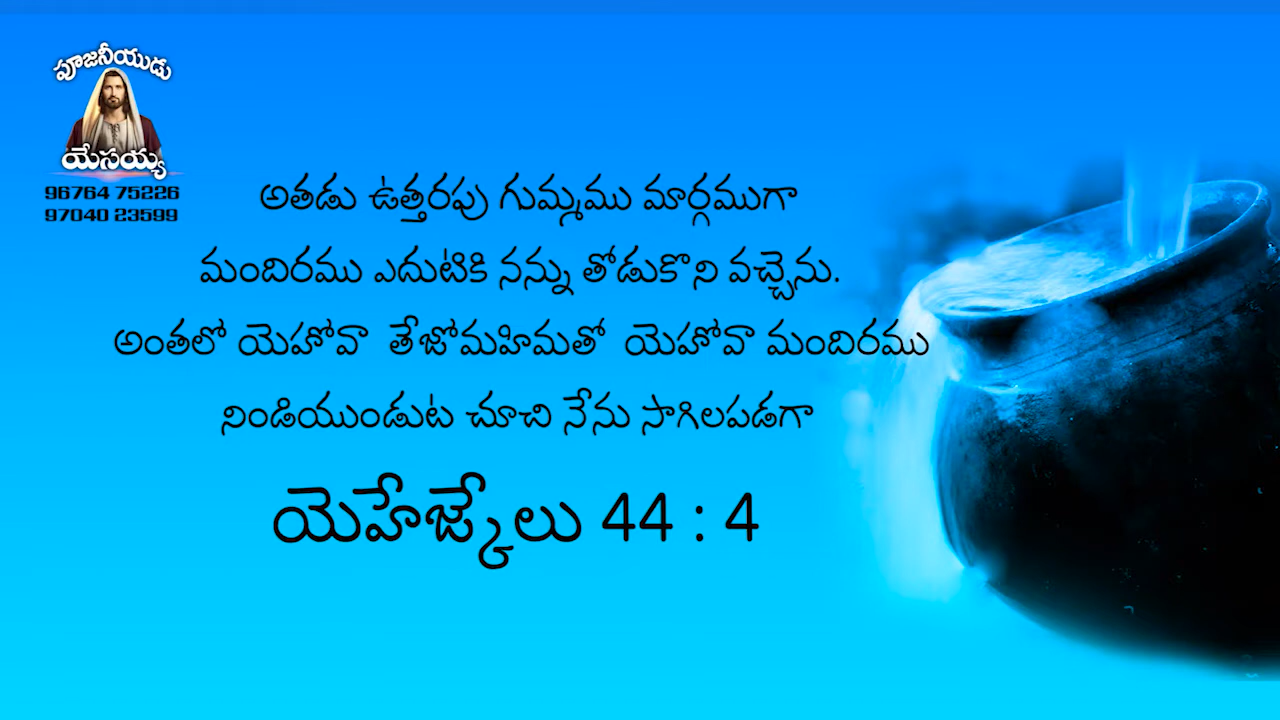 పూజనీయుడు
యేసయ్య
96764 75226
97040 23599
అతడు ఉత్తరపు గుమ్మము మార్గముగా
మందిరము ఎదుటికి నన్ను తోడుకొని వచ్చెను.
అంతలో యెహోవా తేజోమహిమతో యెహోవా మందిరము
నిండియుండుట చూచి నేను సాగిలపడగా
యెహేజ్కేలు 44 : 4